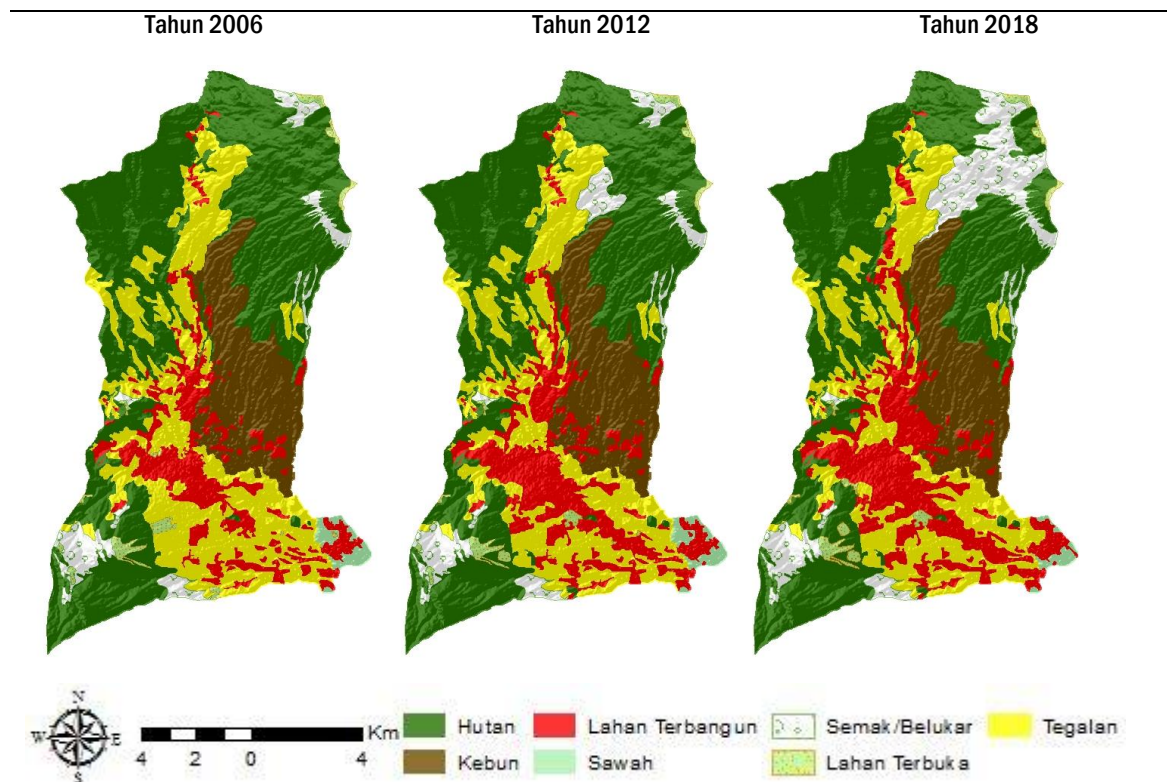 Tahun 2006 Tahun 2012 Tahun 2018
N
W E
S
4 2 0 4 Km
Hutan Lahan Terbangun Semak/Belukar Tegalan
Kebun Sawah Lahan Terbuka